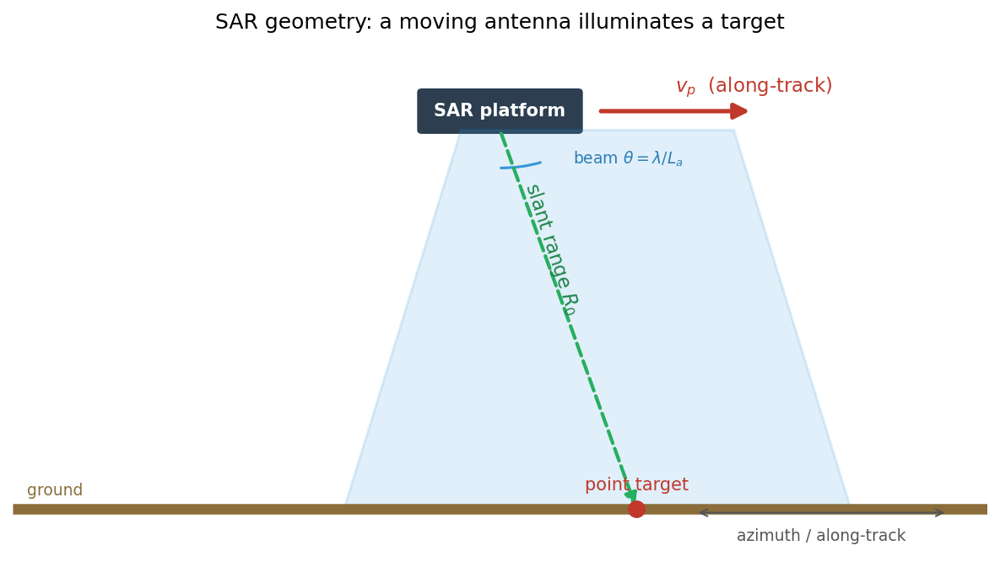 SAR geometry: a moving antenna illuminates a target
v_p (along-track)
SAR platform
beam θ = λ/L_a
slant range R_0
point target
ground
azimuth / along-track